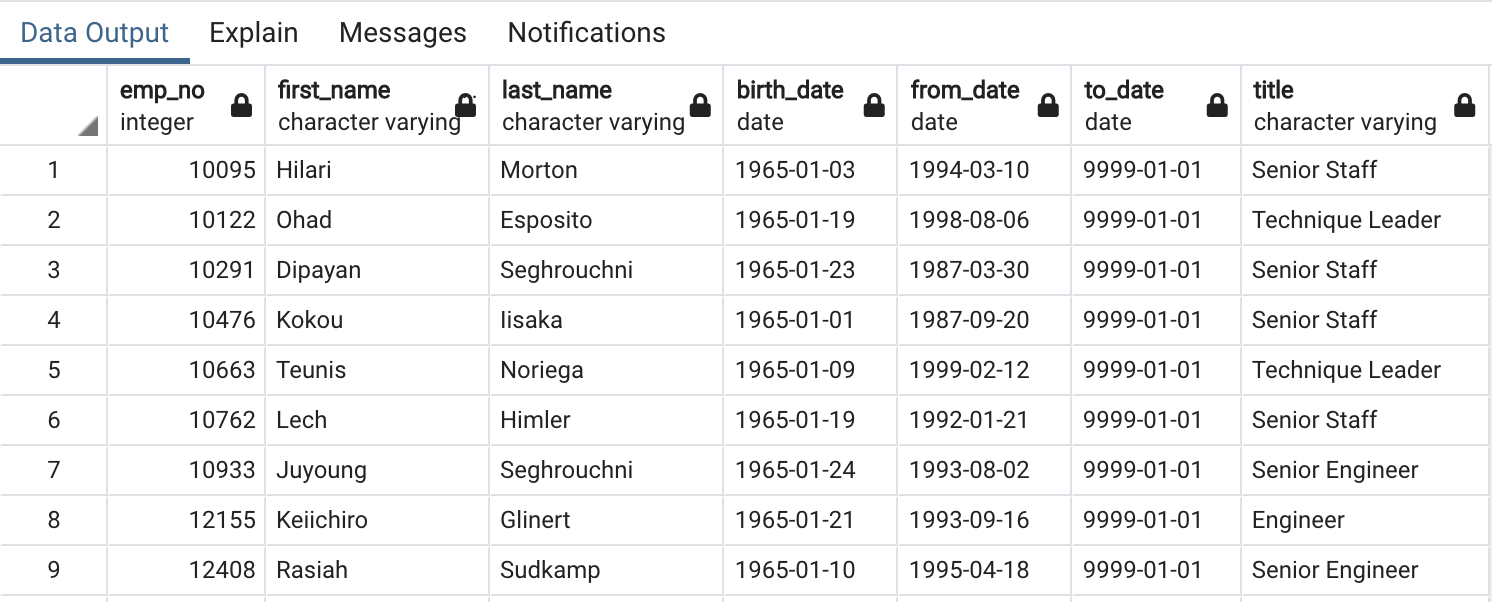 Data Output Explain Messages Notifications
emp_no first_name last_name birth_date from_date to_date title
integer character varying character varying date date date character varying
1 10095 Hilari Morton 1965-01-03 1994-03-10 9999-01-01 Senior Staff
2 10122 Ohad Esposito 1965-01-19 1998-08-06 9999-01-01 Technique Leader
3 10291 Dipayan Seghrouchni 1965-01-23 1987-03-30 9999-01-01 Senior Staff
4 10476 Kokou Iisaka 1965-01-01 1987-09-20 9999-01-01 Senior Staff
5 10663 Teunis Noriega 1965-01-09 1999-02-12 9999-01-01 Technique Leader
6 10762 Lech Himler 1965-01-19 1992-01-21 9999-01-01 Senior Staff
7 10933 Juyoung Seghrouchni 1965-01-24 1993-08-02 9999-01-01 Senior Engineer
8 12155 Keiichiro Glinert 1965-01-21 1993-09-16 9999-01-01 Engineer
9 12408 Rasiah Sudkamp 1965-01-10 1995-04-18 9999-01-01 Senior Engineer